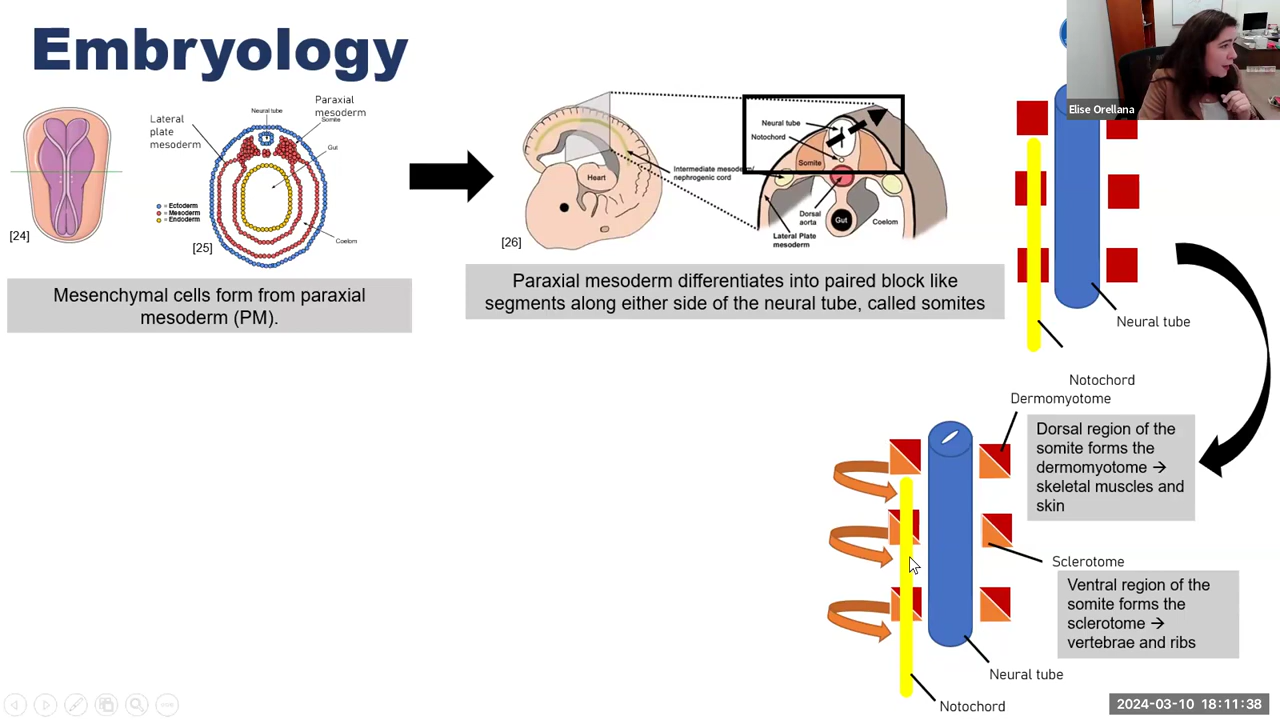 Embryology
Elise Orellana
Lateral
plate
mesoderm
Neural tube
Paraxial
mesoderm
Somite
Gut
= Ectoderm
= Mesoderm
= Endoderm
Coelom
[24]
[25]
Mesenchymal cells form from paraxial
mesoderm (PM).
Heart
Intermediate mesoderm/
nephrogenic cord
[26]
Neural tube
Notochord
Somite
Dorsal
aorta
Gut
Coelom
Lateral Plate
mesoderm
Paraxial mesoderm differentiates into paired block like
segments along either side of the neural tube, called somites
Neural tube
Notochord
Dermomyotome
Dorsal region of the
somite forms the
dermomyotome →
skeletal muscles and
skin
Sclerotome
Ventral region of the
somite forms the
sclerotome →
vertebrae and ribs
Neural tube
Notochord
2024-03-10 18:11:38